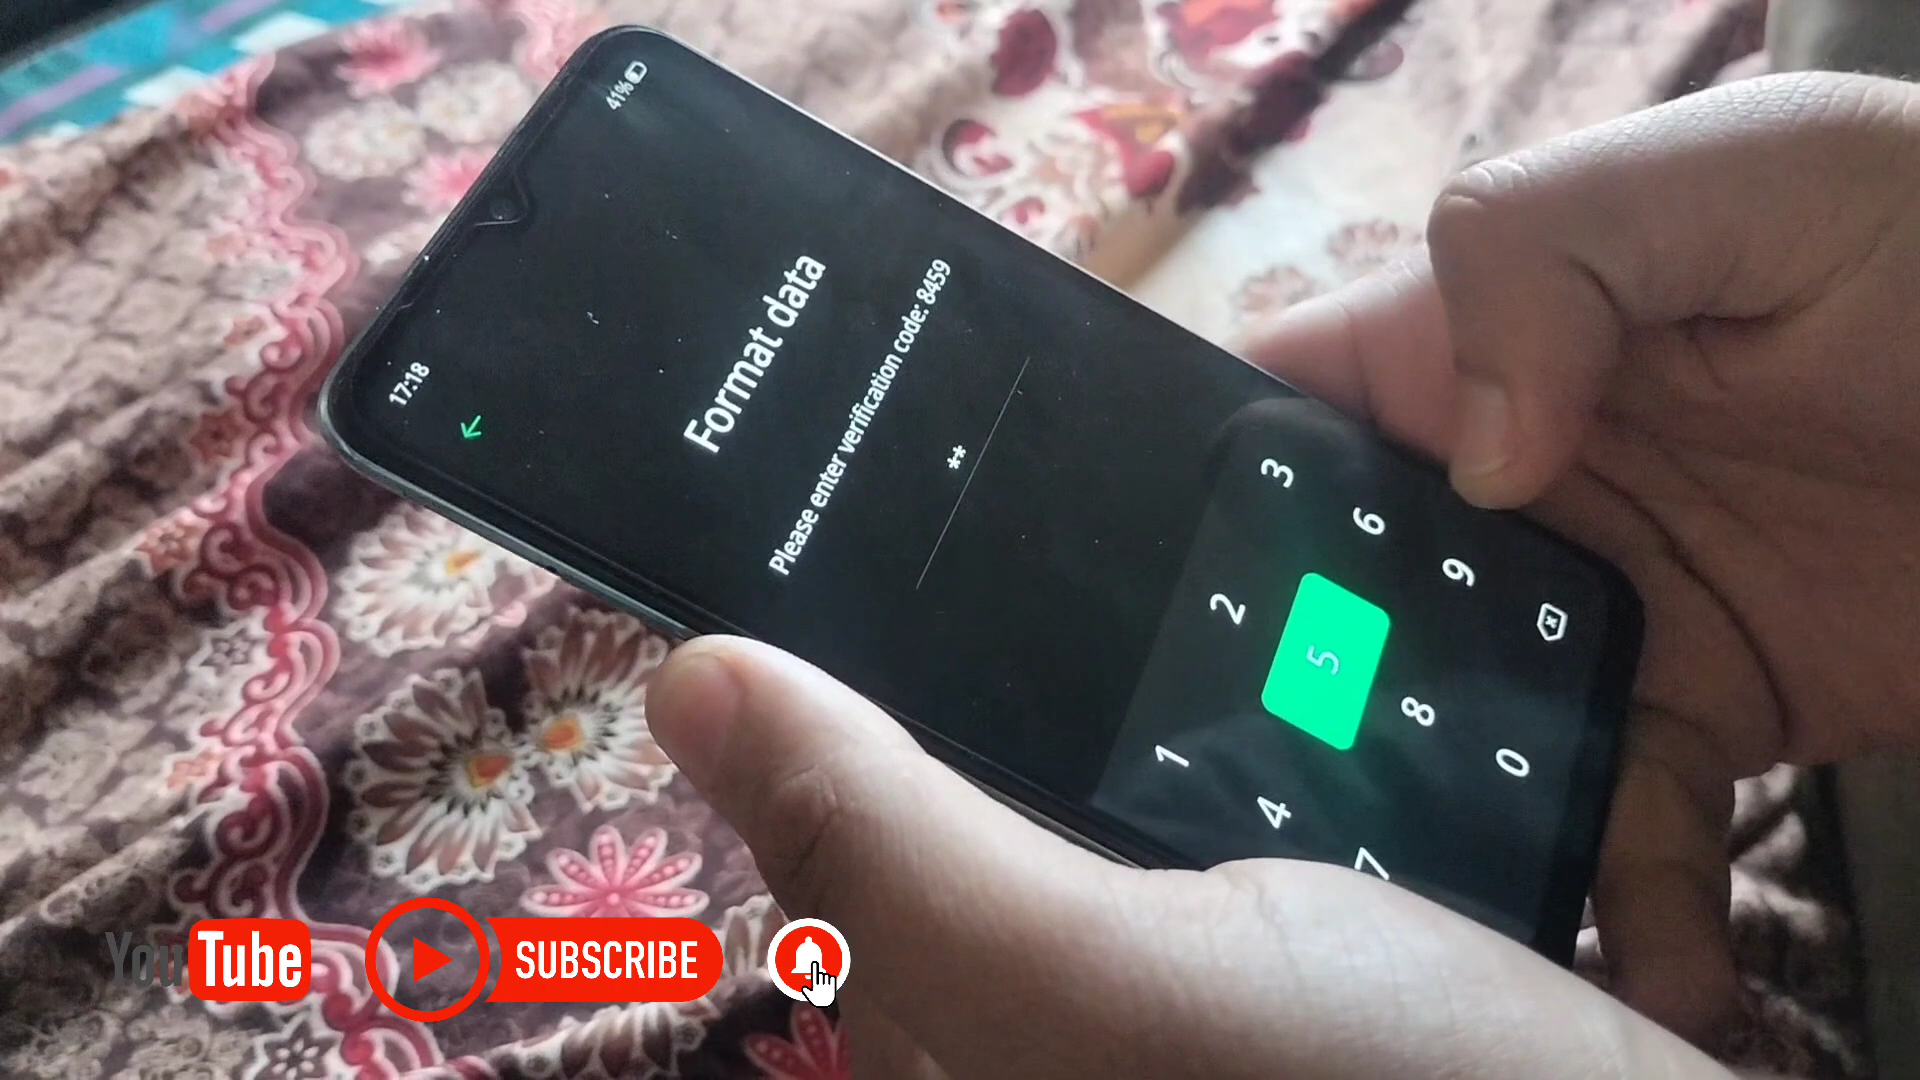 17:18
41%
Format data
Please enter verification code: 8459
**
1 2 3
4 5 6
7 8 9
0
YouTube
SUBSCRIBE